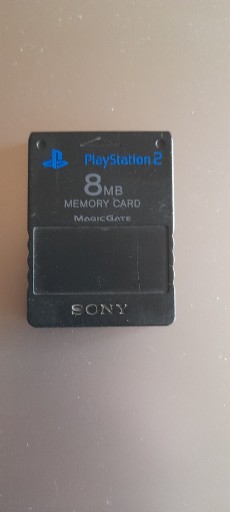 PlayStation 2
8MB
MEMORY CARD
MAGICGATE
SONY